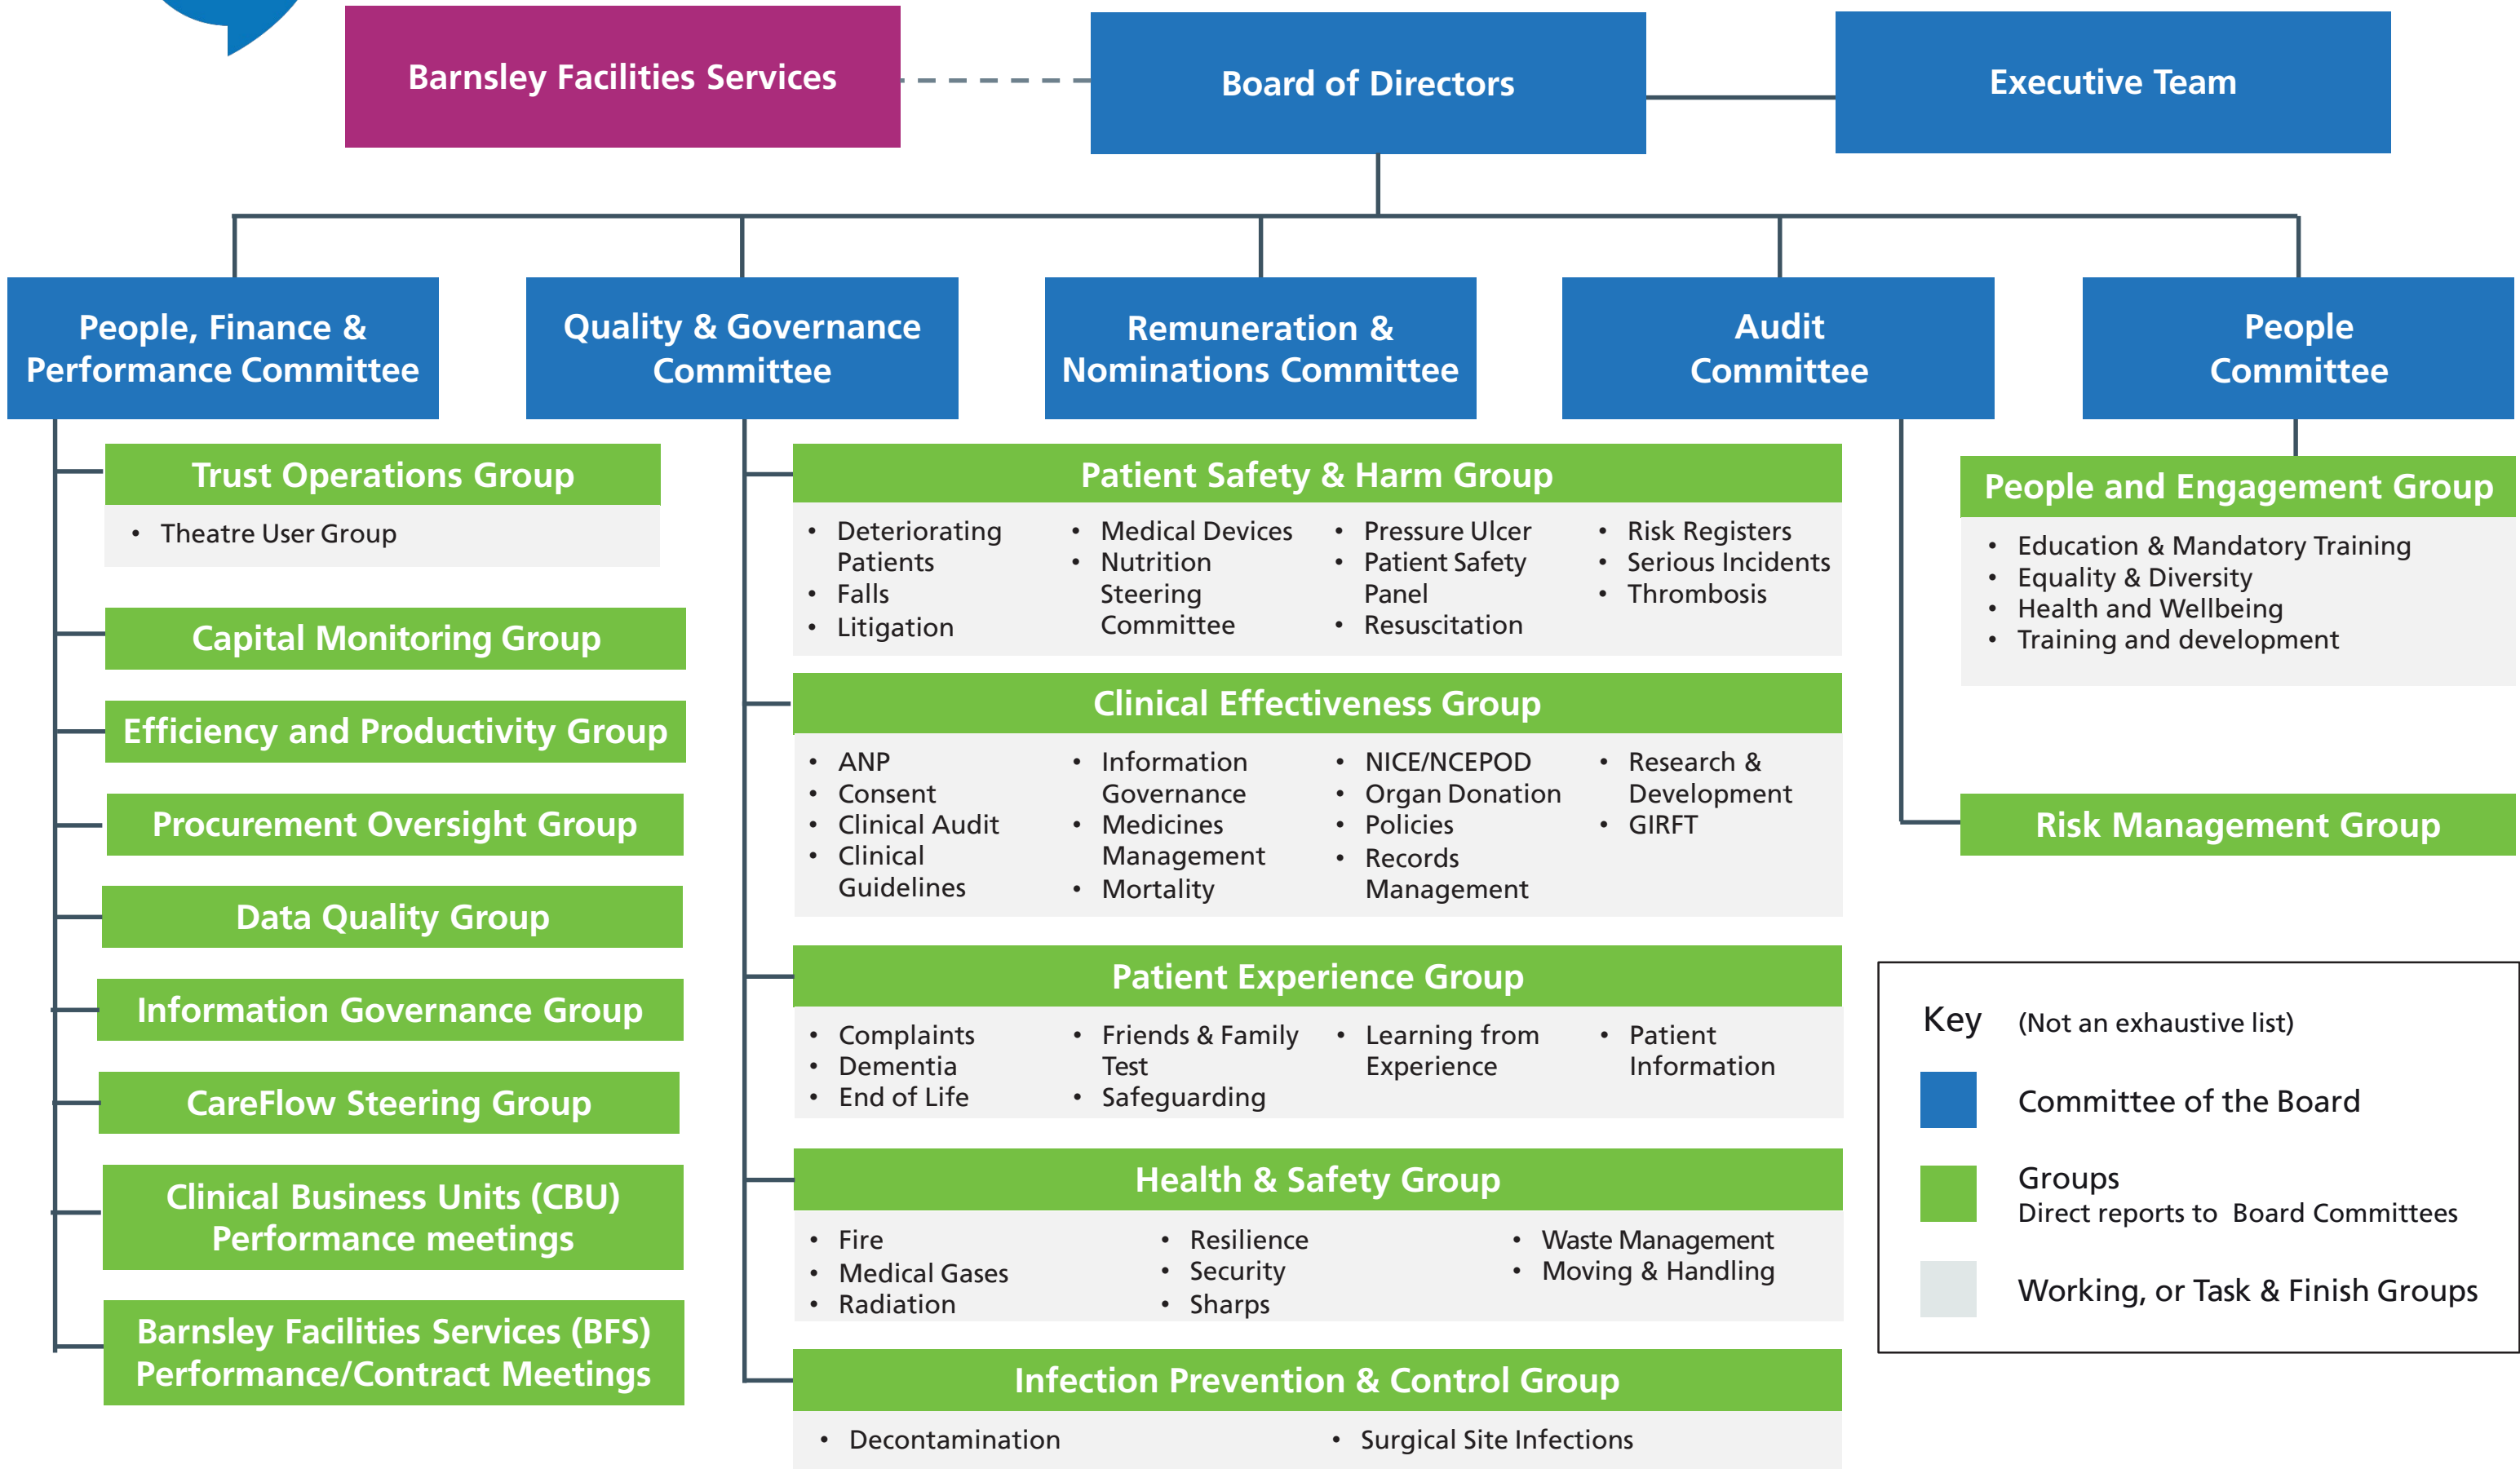 Barnsley Facilities Services
Board of Directors
Executive Team
People, Finance &
Performance Committee
Quality & Governance
Committee
Remuneration &
Nominations Committee
Audit
Committee
People
Committee
Trust Operations Group
• Theatre User Group
Capital Monitoring Group
Efficiency and Productivity Group
Procurement Oversight Group
Data Quality Group
Information Governance Group
CareFlow Steering Group
Clinical Business Units (CBU)
Performance meetings
Barnsley Facilities Services (BFS)
Performance/Contract Meetings
Patient Safety & Harm Group
• Deteriorating
Patients
• Falls
• Litigation
• Medical Devices
• Nutrition
Steering
Committee
• Pressure Ulcer
• Patient Safety
Panel
• Resuscitation
• Risk Registers
• Serious Incidents
• Thrombosis
Clinical Effectiveness Group
• ANP
• Consent
• Clinical Audit
• Clinical
Guidelines
• Information
Governance
• Medicines
Management
• Mortality
• NICE/NCEPOD
• Organ Donation
• Policies
• Records
Management
• Research &
Development
• GIRFT
Patient Experience Group
• Complaints
• Dementia
• End of Life
• Friends & Family
Test
• Safeguarding
• Learning from
Experience
• Patient
Information
Health & Safety Group
• Fire
• Medical Gases
• Radiation
• Resilience
• Security
• Sharps
• Waste Management
• Moving & Handling
Infection Prevention & Control Group
• Decontamination
• Surgical Site Infections
People and Engagement Group
• Education & Mandatory Training
• Equality & Diversity
• Health and Wellbeing
• Training and development
Risk Management Group
Key (Not an exhaustive list)
Committee of the Board
Groups
Direct reports to Board Committees
Working, or Task & Finish Groups